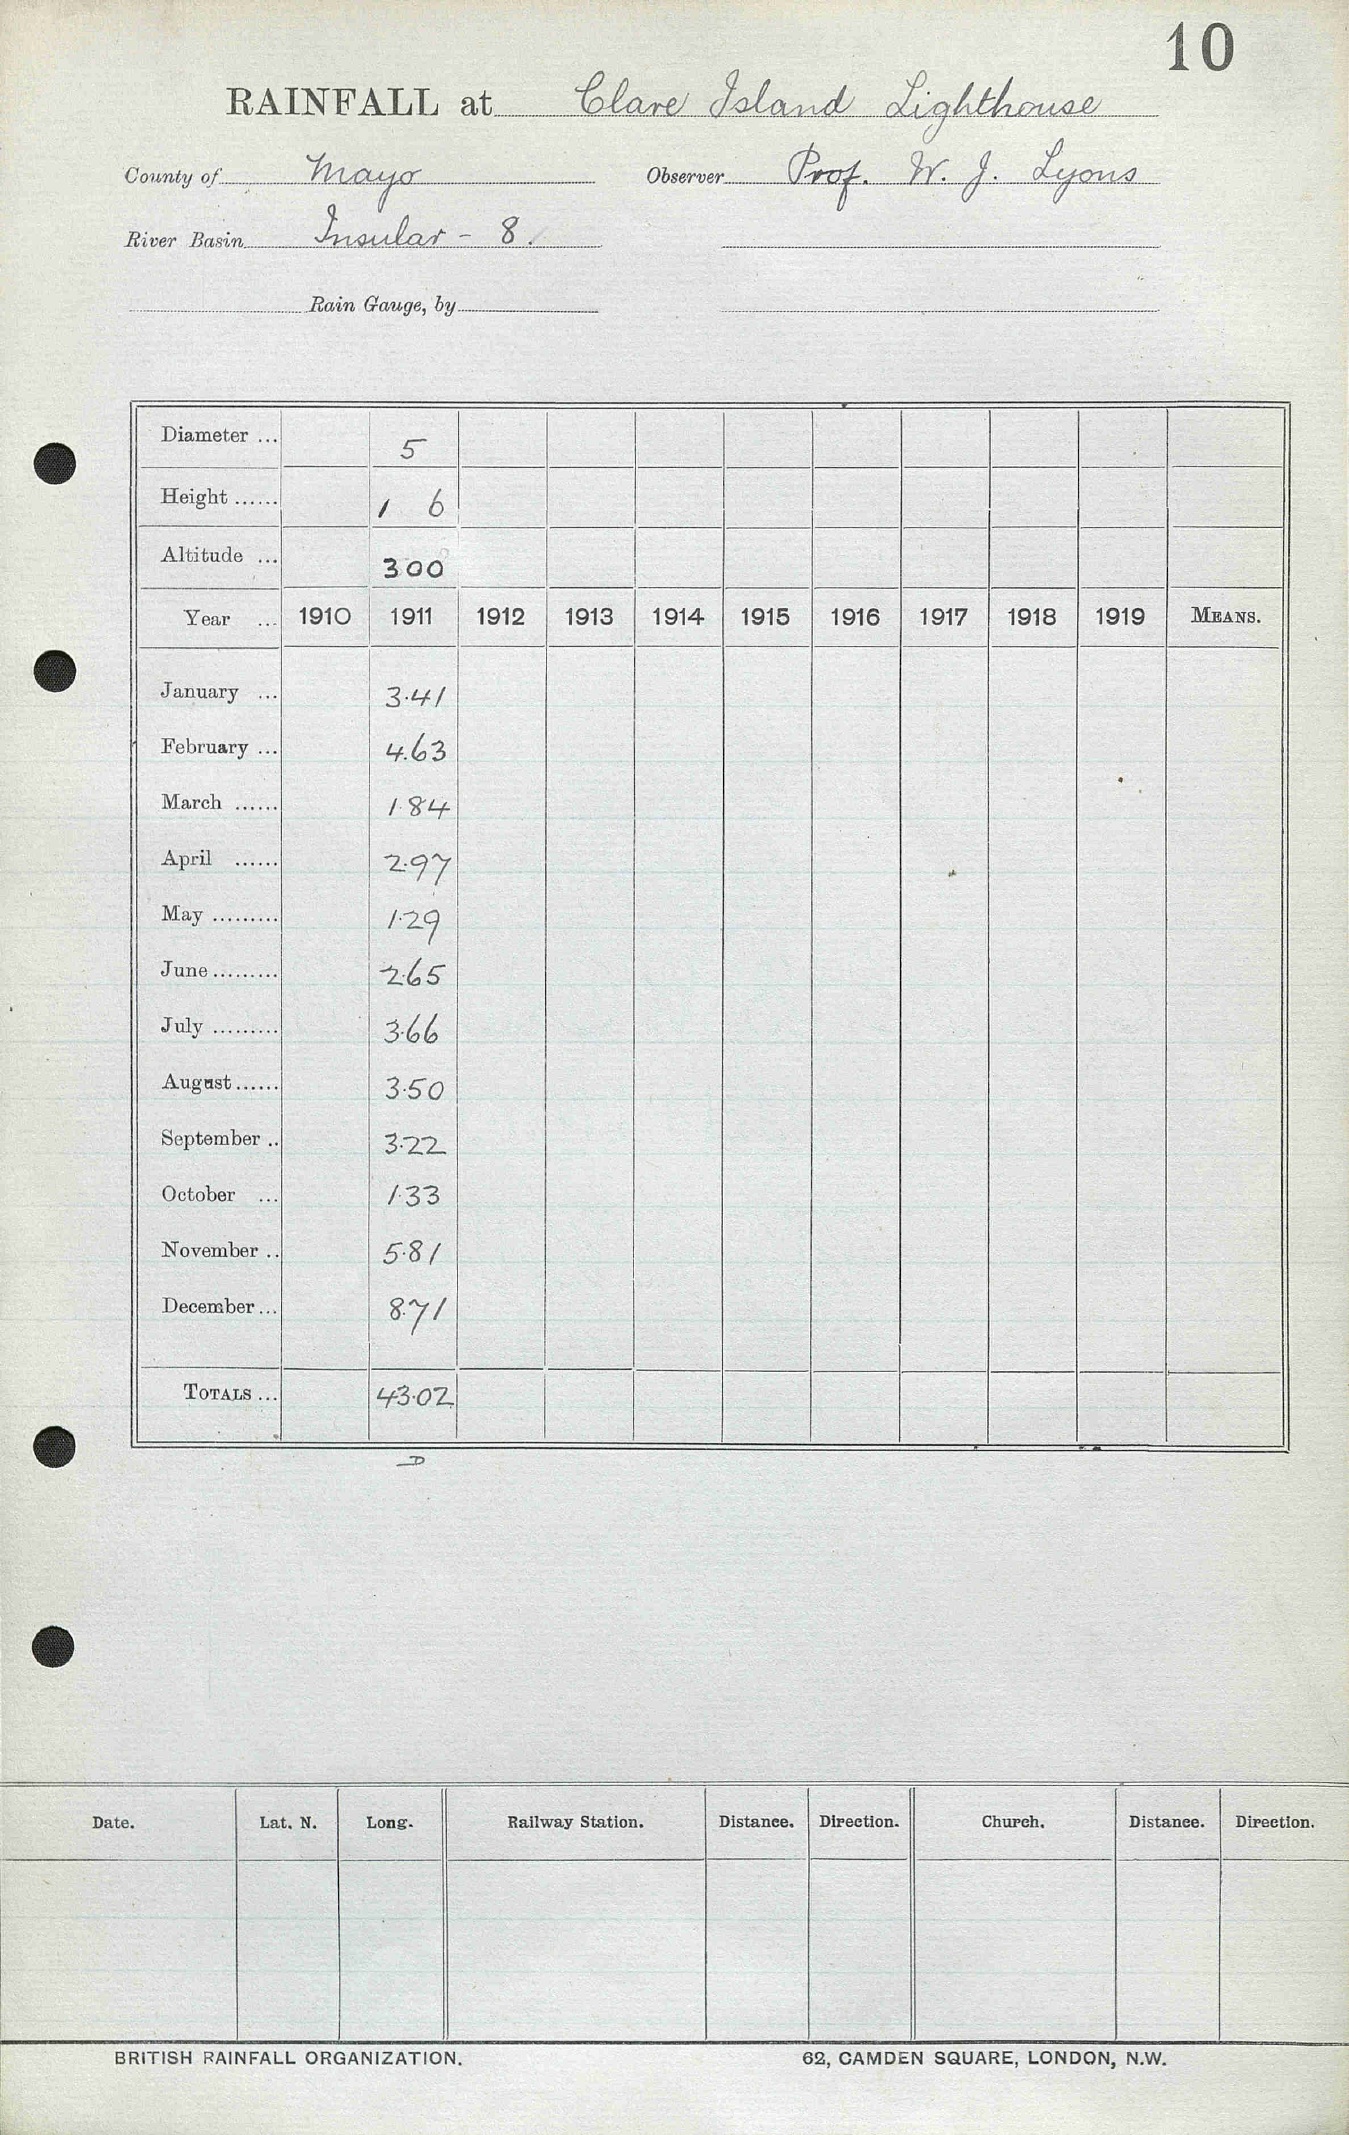 10
RAINFALL at Clare Island Lighthouse
County of Mayo Observer Prof. W. J. Lyons
River Basin Insular - 8.
Rain Gauge, by
Diameter ... 5
Height ...... 1 6
Altitude ... 300
Year ... 1910 1911 1912 1913 1914 1915 1916 1917 1918 1919 MEANS.
January ... 3.41
February ... 4.63
March ...... 1.84
April ...... 2.97
May ......... 1.29
June ......... 2.65
July ......... 3.66
August ...... 3.50
September .. 3.22
October ... 1.33
November .. 5.81
December ... 8.71
TOTALS ... 43.02
D
Date. Lat. N. Long. Railway Station. Distance. Direction. Church. Distance. Direction.
BRITISH RAINFALL ORGANIZATION. 62, CAMDEN SQUARE, LONDON, N.W.